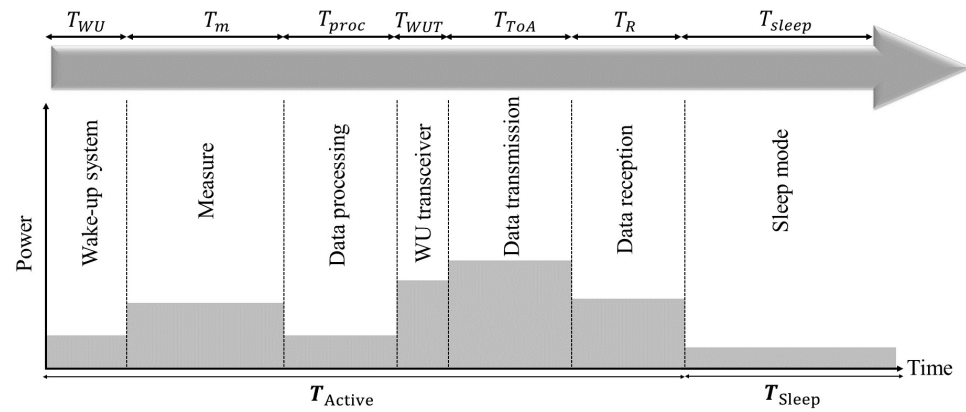 T_WU T_m T_proc T_WUT T_ToA T_R T_sleep
Power
Wake-up system
Measure
Data processing
WU transceiver
Data transmission
Data reception
Sleep mode
Time
T_Active T_Sleep